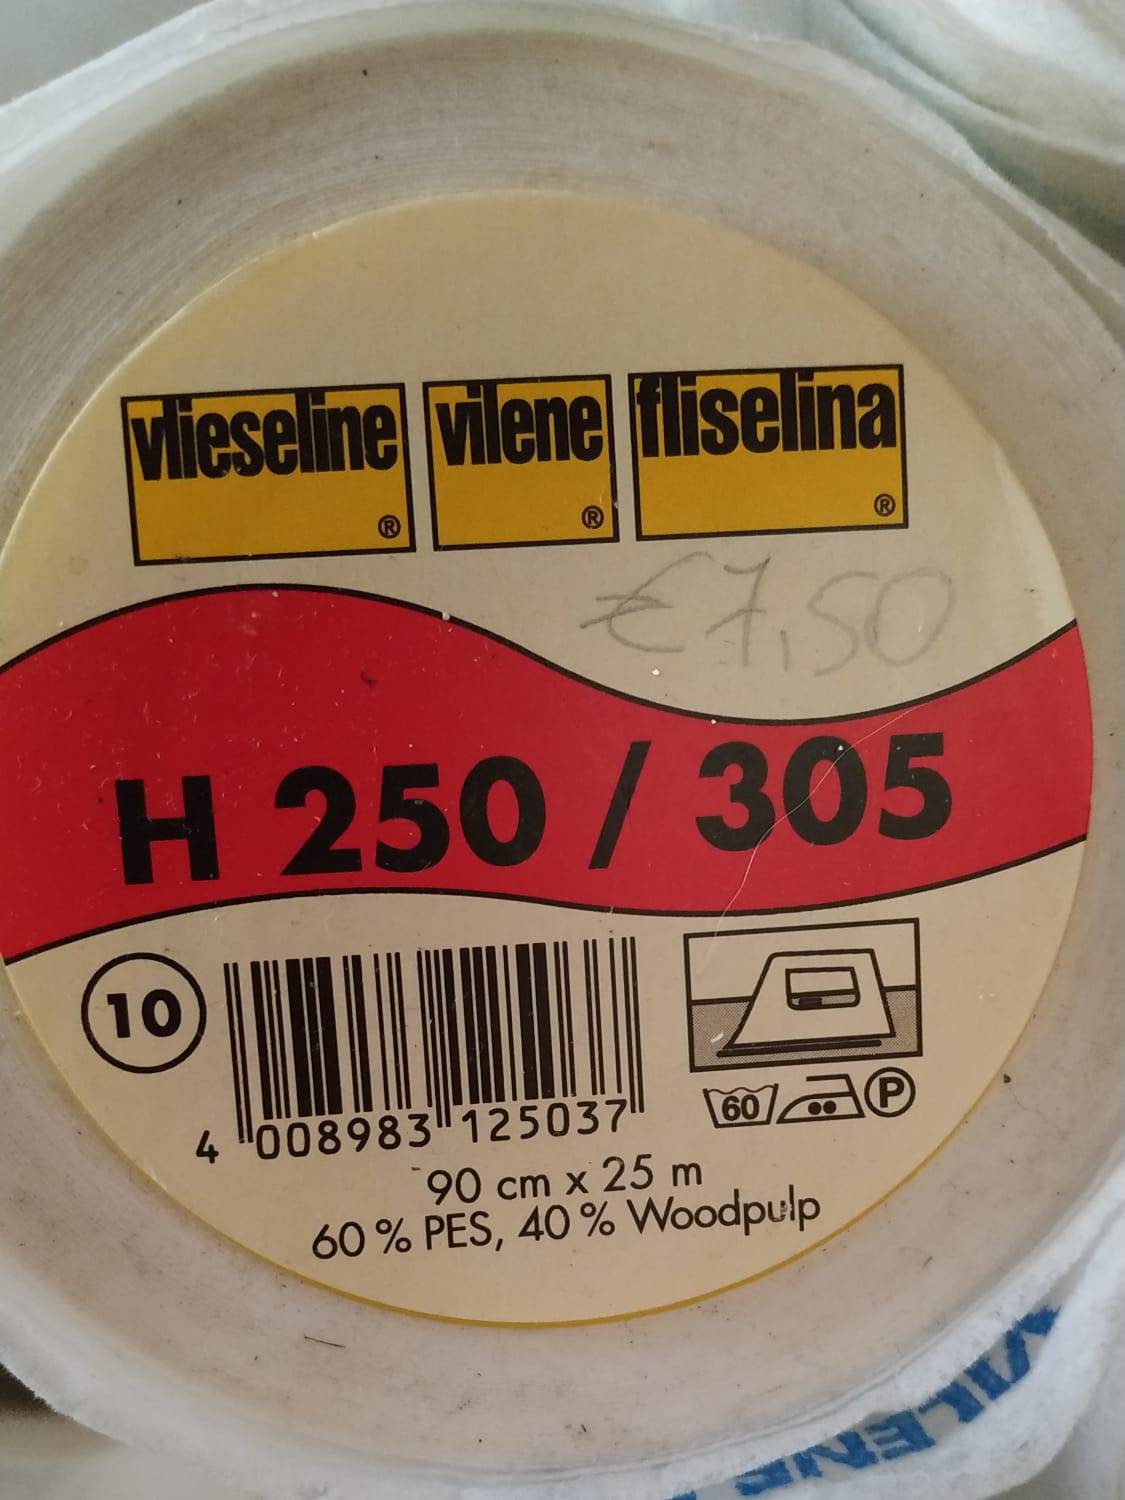 vlieseline ® vilene ® fliselina ®
€7,50
H 250 / 305
10
4 008983 125037
60 P
90 cm x 25 m
60 % PES, 40 % Woodpulp
VILENE